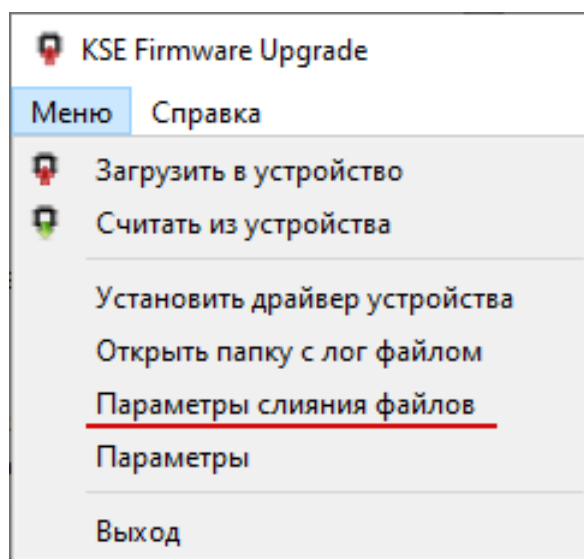 KSE Firmware Upgrade
Меню Справка
Загрузить в устройство
Считать из устройства
Установить драйвер устройства
Открыть папку с лог файлом
Параметры слияния файлов
Параметры
Выход